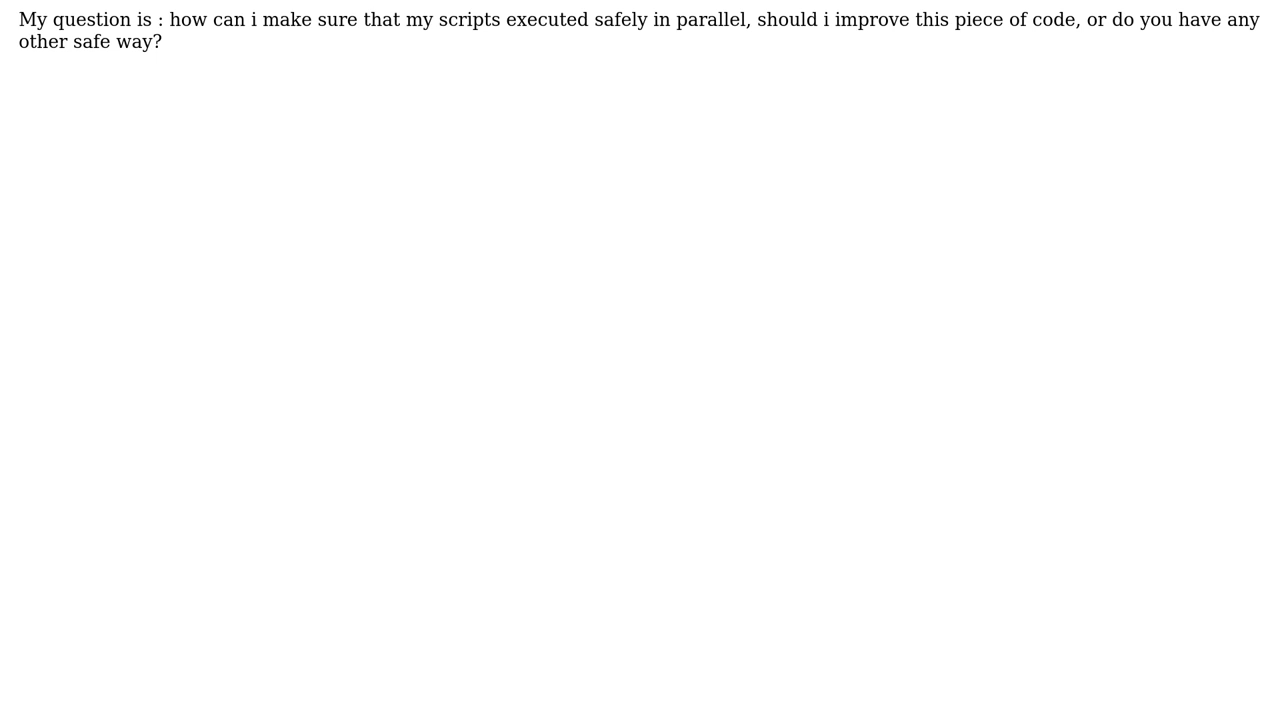 My question is : how can i make sure that my scripts executed safely in parallel, should i improve this piece of code, or do you have any
other safe way?